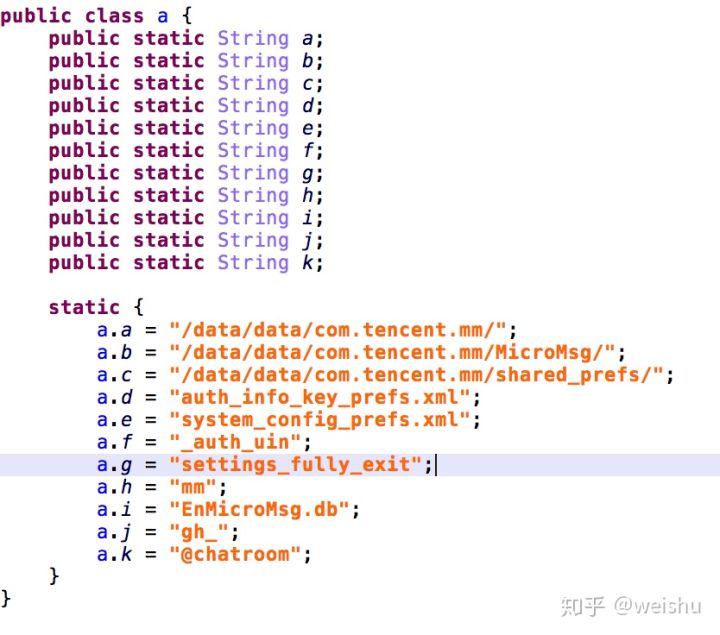 public class a {
    public static String a;
    public static String b;
    public static String c;
    public static String d;
    public static String e;
    public static String f;
    public static String g;
    public static String h;
    public static String i;
    public static String j;
    public static String k;

    static {
        a.a = "/data/data/com.tencent.mm/";
        a.b = "/data/data/com.tencent.mm/MicroMsg/";
        a.c = "/data/data/com.tencent.mm/shared_prefs/";
        a.d = "auth_info_key_prefs.xml";
        a.e = "system_config_prefs.xml";
        a.f = "_auth_uin";
        a.g = "settings_fully_exit";
        a.h = "mm";
        a.i = "EnMicroMsg.db";
        a.j = "gh_";
        a.k = "@chatroom";
    }
}
知乎 @weishu